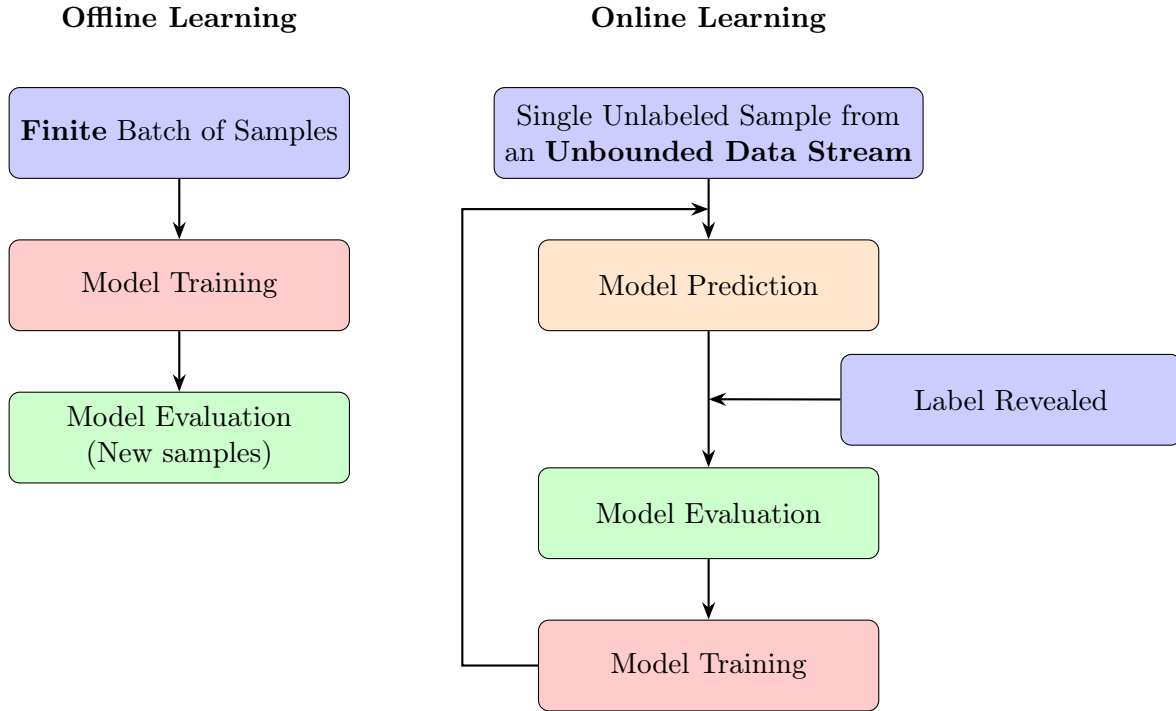 Offline Learning
Finite Batch of Samples
Model Training
Model Evaluation
(New samples)
Online Learning
Single Unlabeled Sample from
an Unbounded Data Stream
Model Prediction
Label Revealed
Model Evaluation
Model Training